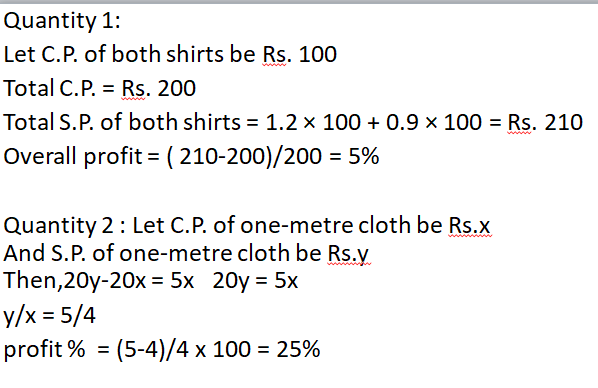 Quantity 1:
Let C.P. of both shirts be Rs. 100
Total C.P. = Rs. 200
Total S.P. of both shirts = 1.2 × 100 + 0.9 × 100 = Rs. 210
Overall profit = ( 210-200)/200 = 5%
Quantity 2 : Let C.P. of one-metre cloth be Rs.x
And S.P. of one-metre cloth be Rs.y
Then,20y-20x = 5x 20y = 5x
y/x = 5/4
profit % = (5-4)/4 x 100 = 25%